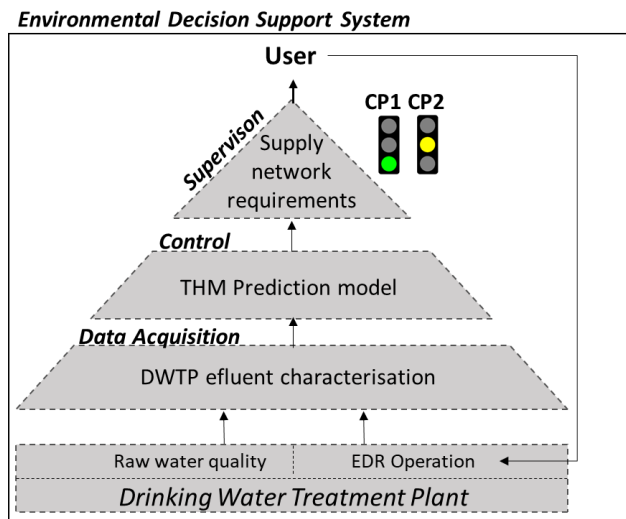 Environmental Decision Support System
User
CP1 CP2
Supervison
Supply
network
requirements
Control
THM Prediction model
Data Acquisition
DWTP efluent characterisation
Raw water quality
EDR Operation
Drinking Water Treatment Plant